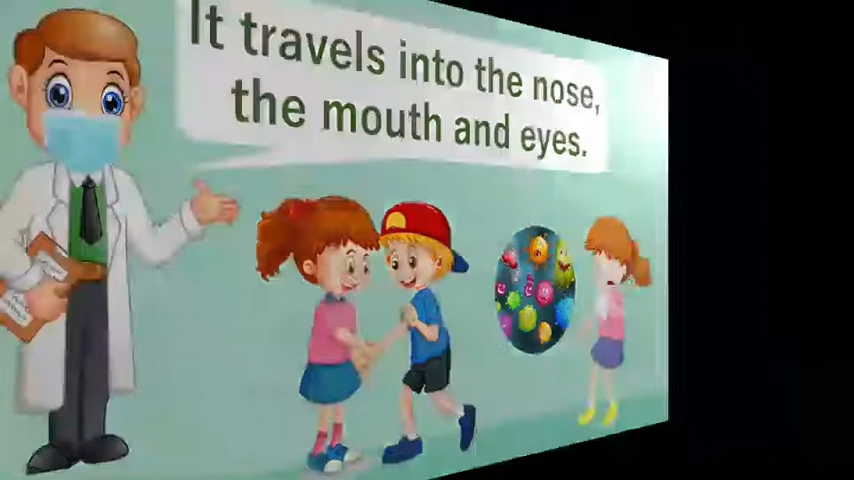 It travels into the nose,
the mouth and eyes.